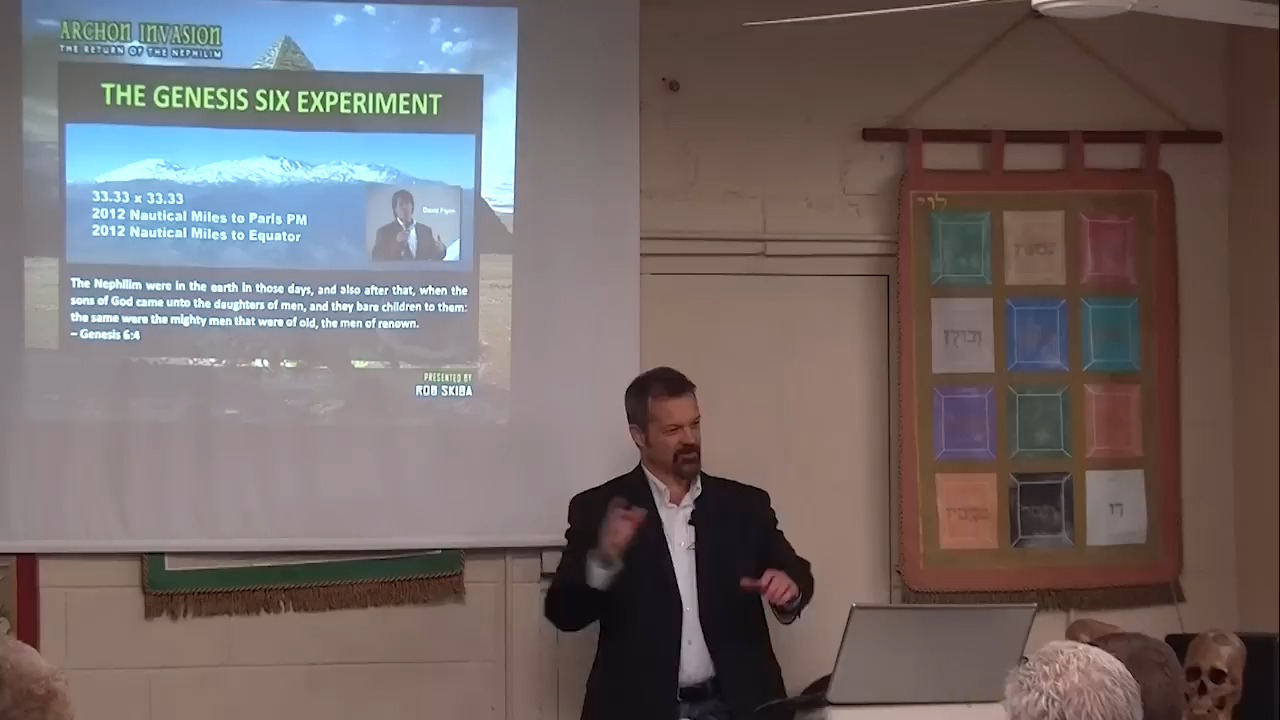 ARCHON INVASION
THE RETURN OF THE NEPHILIM
THE GENESIS SIX EXPERIMENT
33.33 x 33.33
2012 Nautical Miles to Paris PM
2012 Nautical Miles to Equator
David Flynn
The Nephilim were in the earth in those days, and also after that, when the
sons of God came unto the daughters of men, and they bare children to them:
the same were the mighty men that were of old, the men of renown.
– Genesis 6:4
PRESENTED BY
ROB SKIBA
לוי
זבולן
דן